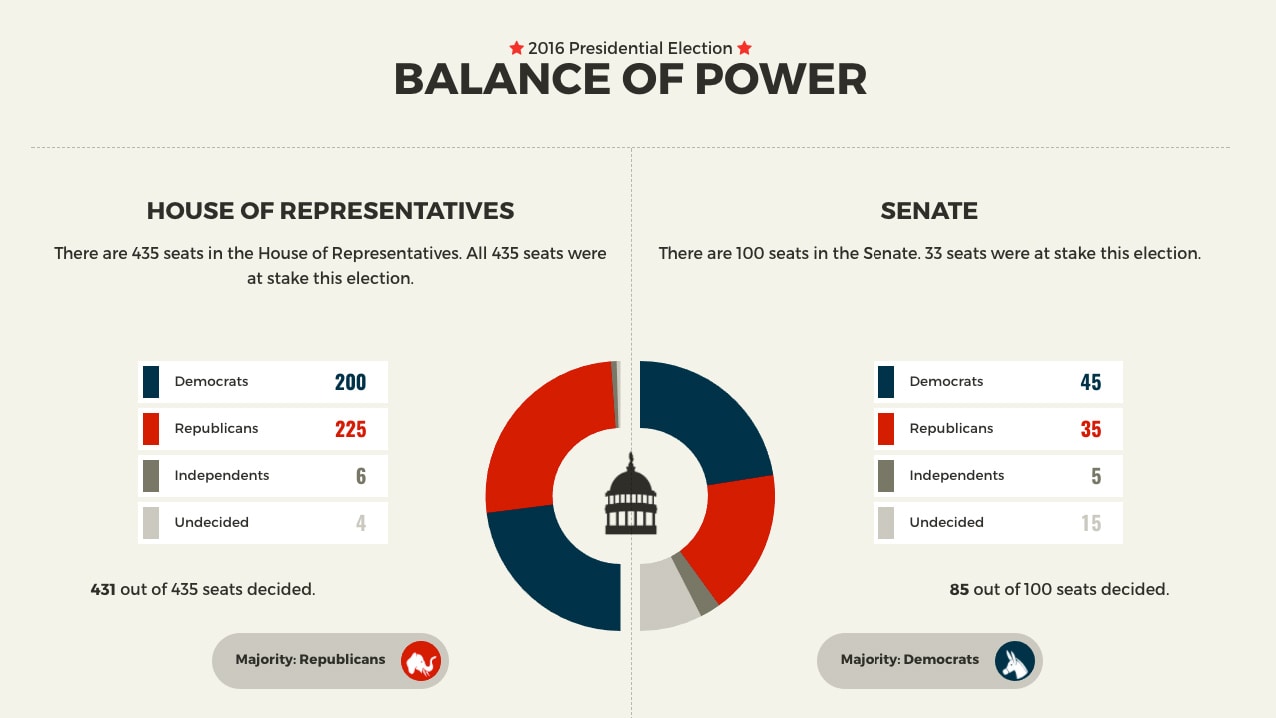 2016 Presidential Election
BALANCE OF POWER
HOUSE OF REPRESENTATIVES
There are 435 seats in the House of Representatives. All 435 seats were
at stake this election.
Democrats 200
Republicans 225
Independents 6
Undecided 4
431 out of 435 seats decided.
Majority: Republicans
SENATE
There are 100 seats in the Senate. 33 seats were at stake this election.
Democrats 45
Republicans 35
Independents 5
Undecided 15
85 out of 100 seats decided.
Majority: Democrats